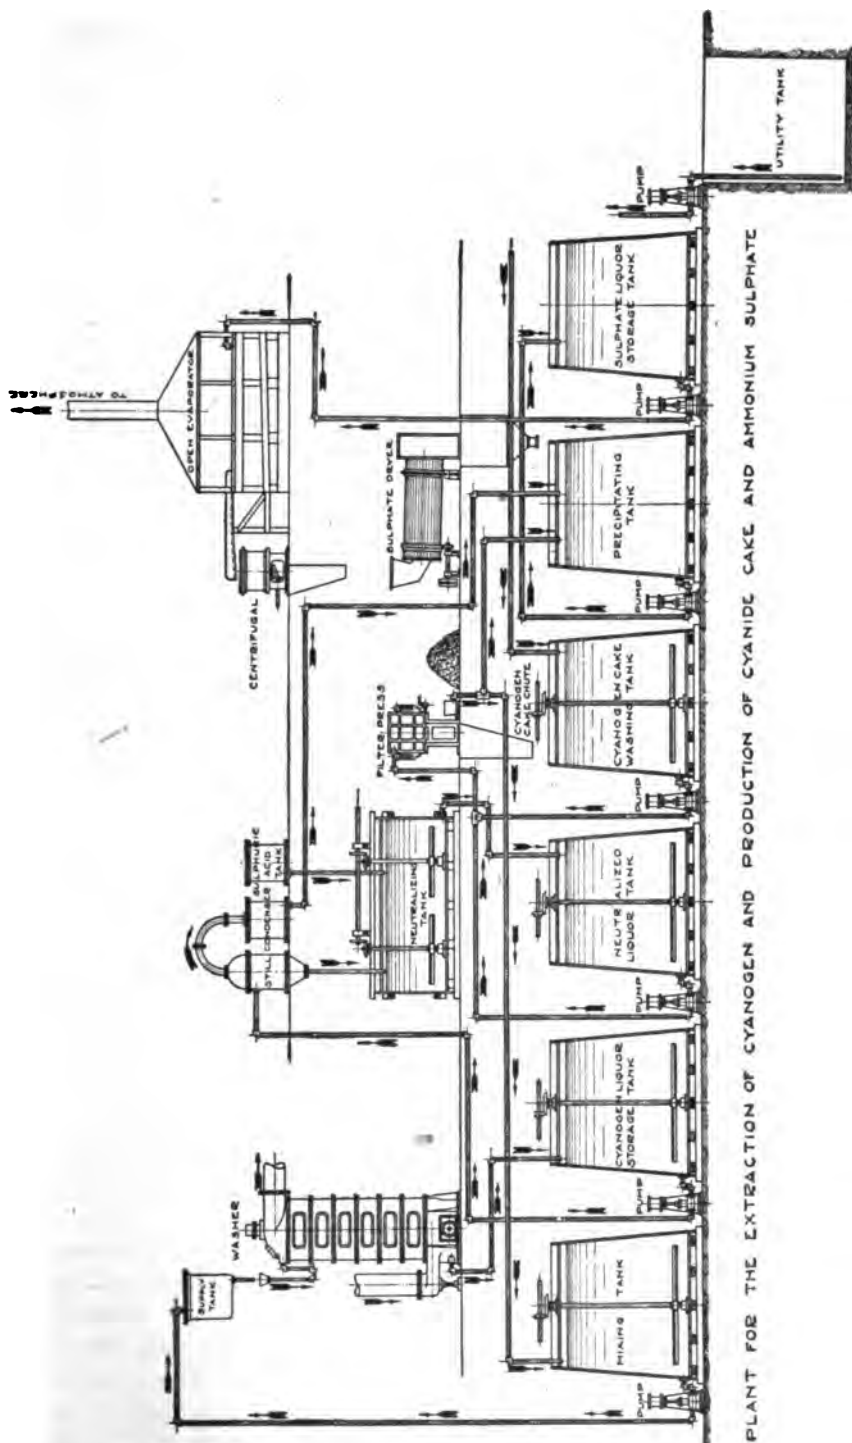 TO ATMOSPHERE
OPEN EVAPORATOR
CENTRIFUGAL
SULPHATE DRYER
SULPHURIC
ACID
TANK
CONDENSER
STILL
FILTER PRESS
NEUTRALIZING
TANK
CYANOGEN
CAKE CHUTE
WASHER
SUPPLY
TANK
MIXING TANK
PUMP
CYANOGEN LIQUOR
STORAGE TANK
PUMP
NEUTRALIZED
LIQUOR TANK
PUMP
CYANOGEN CAKE
WASHING TANK
PUMP
PRECIPITATING
TANK
PUMP
SULPHATE LIQUOR
STORAGE TANK
PUMP
PUMP
UTILITY TANK
PLANT FOR THE EXTRACTION OF CYANOGEN AND PRODUCTION OF CYANIDE CAKE AND AMMONIUM SULPHATE